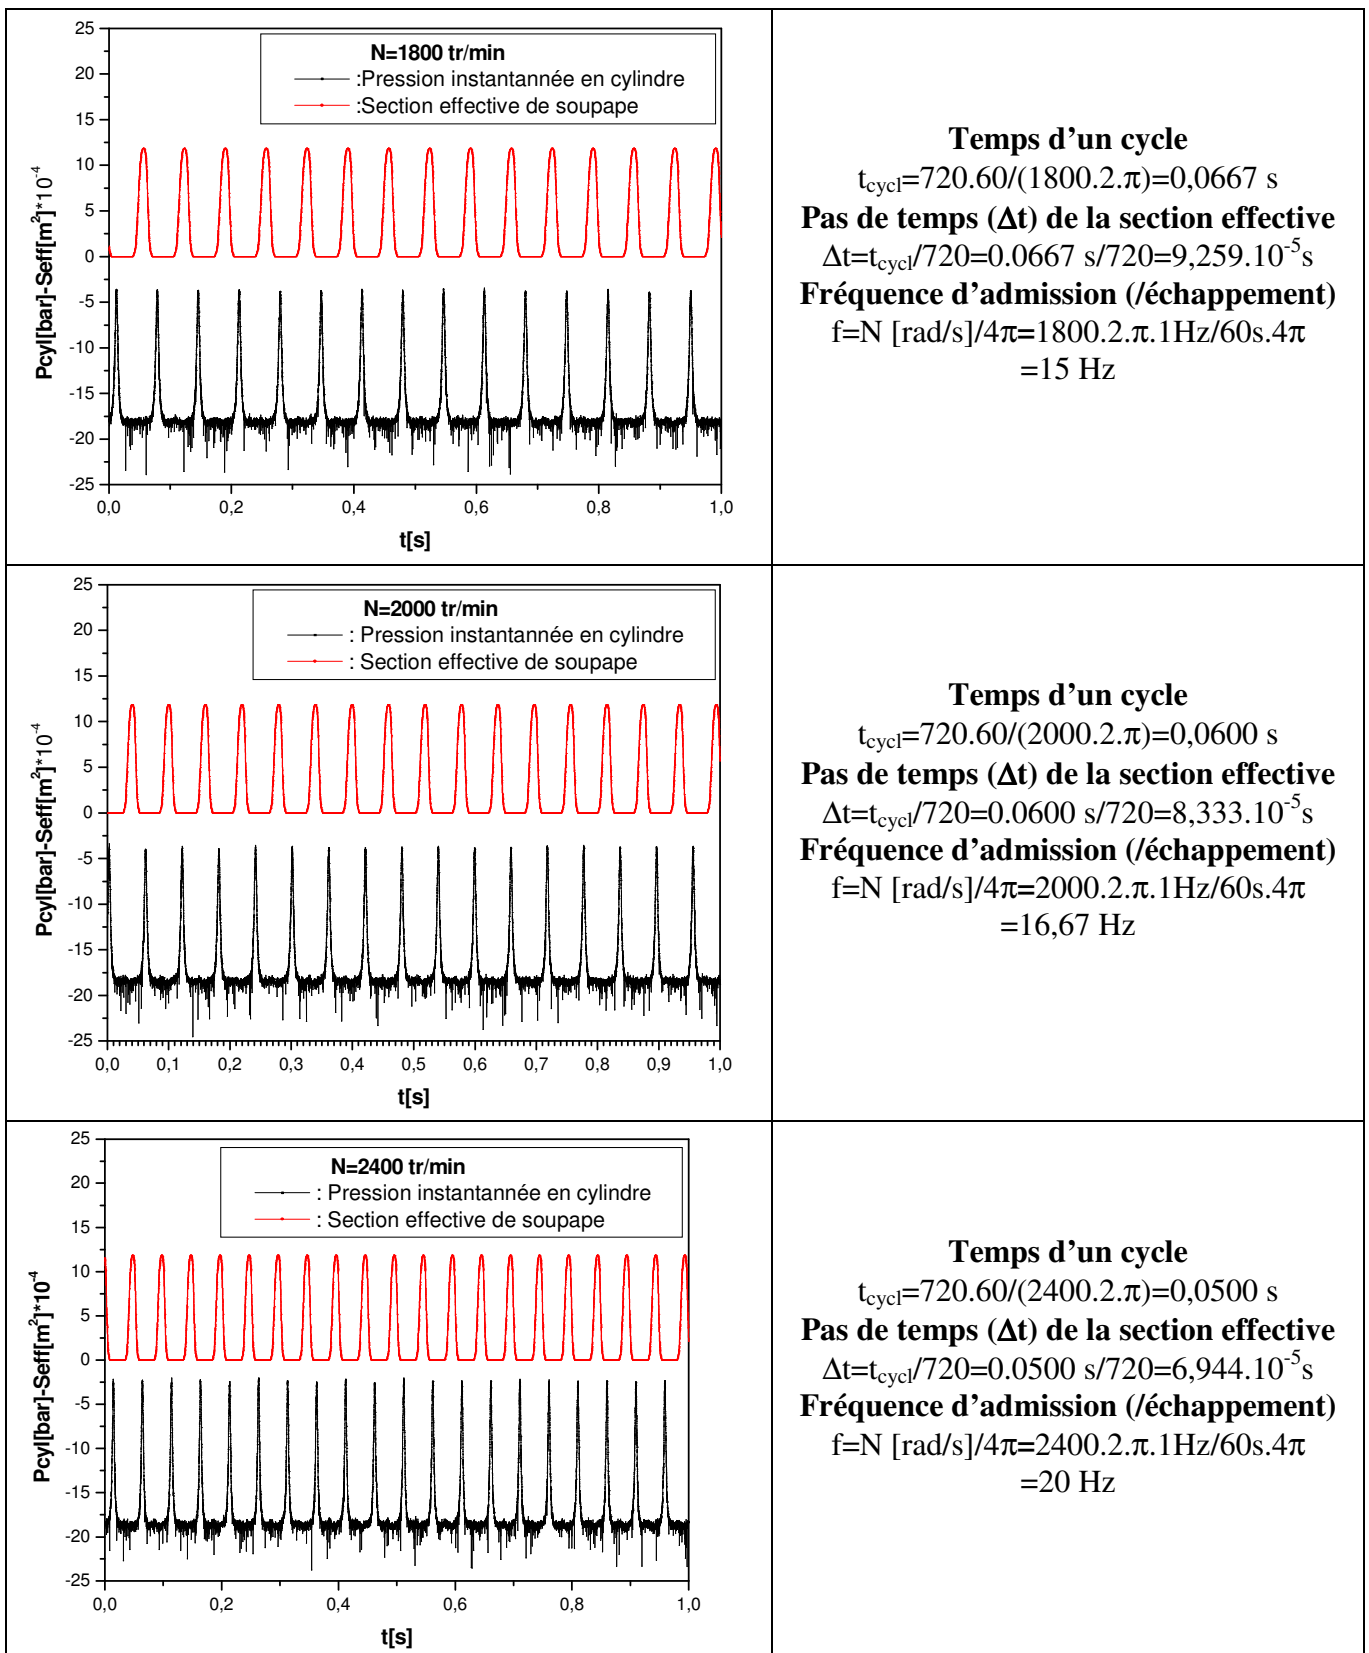 25
20
15
10
5
0
-5
-10
-15
-20
-25
Pcyl[bar]-Seff[m²]*10⁻⁴
N=1800 tr/min
:Pression instantannée en cylindre
:Section effective de soupape
0,0 0,2 0,4 0,6 0,8 1,0
t[s]
Temps d'un cycle
t_cycl=720.60/(1800.2.π)=0,0667 s
Pas de temps (Δt) de la section effective
Δt=t_cycl/720=0.0667 s/720=9,259.10⁻⁵s
Fréquence d'admission (/échappement)
f=N [rad/s]/4π=1800.2.π.1Hz/60s.4π
=15 Hz
25
20
15
10
5
0
-5
-10
-15
-20
-25
Pcyl[bar]-Seff[m²]*10⁻⁴
N=2000 tr/min
: Pression instantannée en cylindre
: Section effective de soupape
0,0 0,1 0,2 0,3 0,4 0,5 0,6 0,7 0,8 0,9 1,0
t[s]
Temps d'un cycle
t_cycl=720.60/(2000.2.π)=0,0600 s
Pas de temps (Δt) de la section effective
Δt=t_cycl/720=0.0600 s/720=8,333.10⁻⁵s
Fréquence d'admission (/échappement)
f=N [rad/s]/4π=2000.2.π.1Hz/60s.4π
=16,67 Hz
25
20
15
10
5
0
-5
-10
-15
-20
-25
Pcyl[bar]-Seff[m²]*10⁻⁴
N=2400 tr/min
: Pression instantannée en cylindre
: Section effective de soupape
0,0 0,2 0,4 0,6 0,8 1,0
t[s]
Temps d'un cycle
t_cycl=720.60/(2400.2.π)=0,0500 s
Pas de temps (Δt) de la section effective
Δt=t_cycl/720=0.0500 s/720=6,944.10⁻⁵s
Fréquence d'admission (/échappement)
f=N [rad/s]/4π=2400.2.π.1Hz/60s.4π
=20 Hz